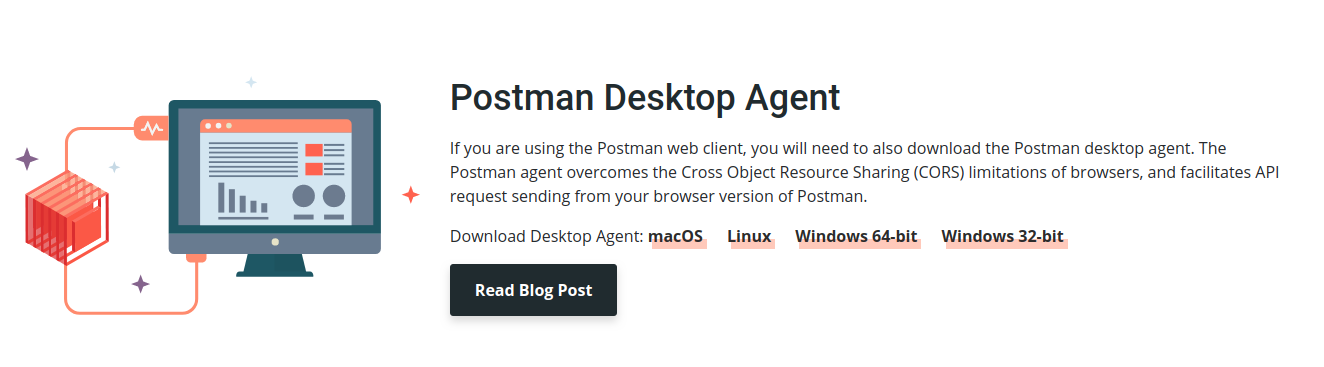 Postman Desktop Agent
If you are using the Postman web client, you will need to also download the Postman desktop agent. The
Postman agent overcomes the Cross Object Resource Sharing (CORS) limitations of browsers, and facilitates API
request sending from your browser version of Postman.
Download Desktop Agent: macOS Linux Windows 64-bit Windows 32-bit
Read Blog Post